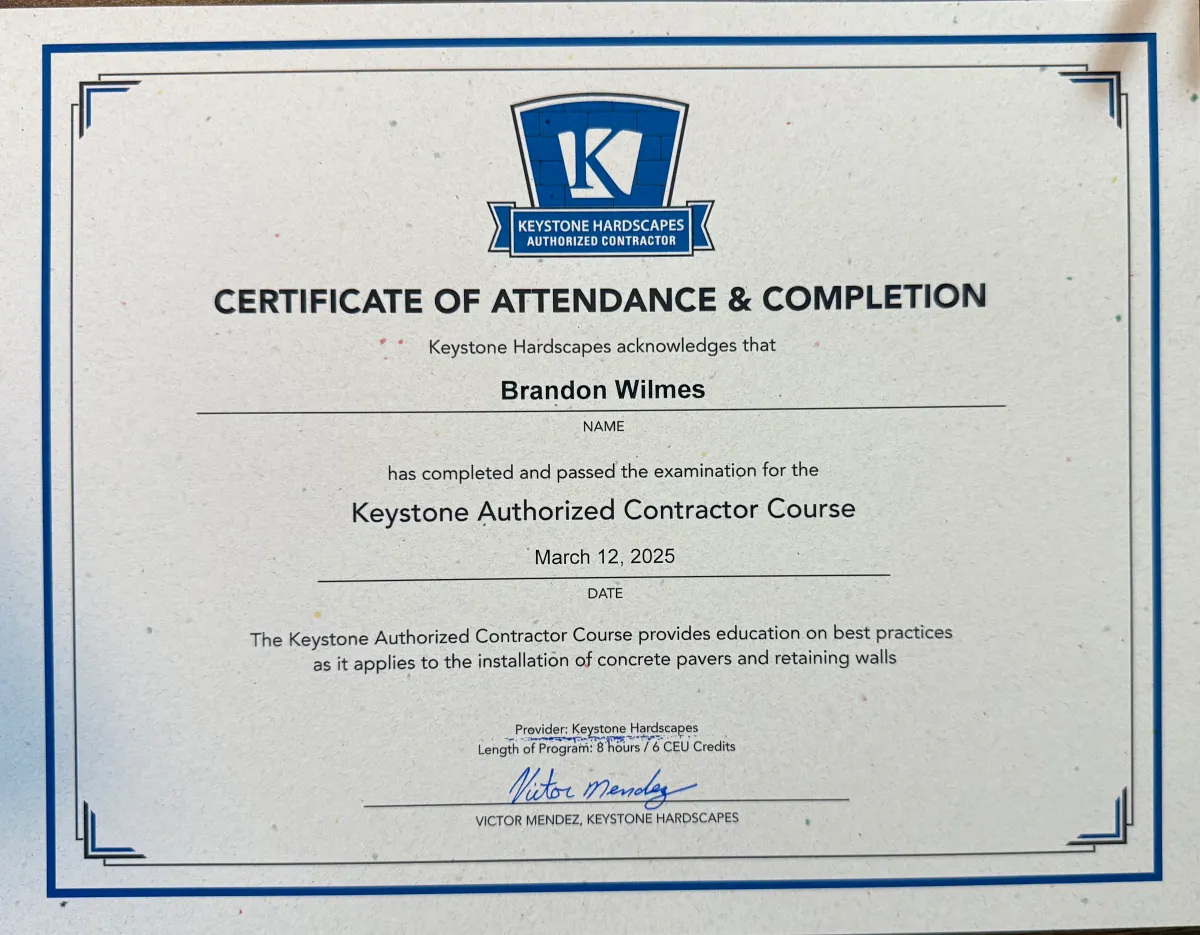 K
KEYSTONE HARDSCAPES
AUTHORIZED CONTRACTOR
CERTIFICATE OF ATTENDANCE & COMPLETION
Keystone Hardscapes acknowledges that
Brandon Wilmes
NAME
has completed and passed the examination for the
Keystone Authorized Contractor Course
March 12, 2025
DATE
The Keystone Authorized Contractor Course provides education on best practices
as it applies to the installation of concrete pavers and retaining walls
Provider: Keystone Hardscapes
Length of Program: 8 hours / 6 CEU Credits
Victor Mendez
VICTOR MENDEZ, KEYSTONE HARDSCAPES